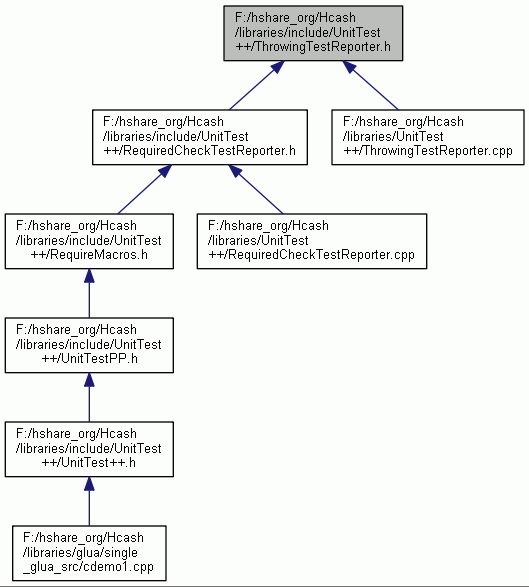 F:/hshare_org/Hcash
/libraries/include/UnitTest
++/ThrowingTestReporter.h
F:/hshare_org/Hcash
/libraries/include/UnitTest
++/RequiredCheckTestReporter.h
F:/hshare_org/Hcash
/libraries/UnitTest
++/ThrowingTestReporter.cpp
F:/hshare_org/Hcash
/libraries/include/UnitTest
++/RequireMacros.h
F:/hshare_org/Hcash
/libraries/UnitTest
++/RequiredCheckTestReporter.cpp
F:/hshare_org/Hcash
/libraries/include/UnitTest
++/UnitTestPP.h
F:/hshare_org/Hcash
/libraries/include/UnitTest
++/UnitTest++.h
F:/hshare_org/Hcash
/libraries/glua/single
_glua_src/cdemo1.cpp